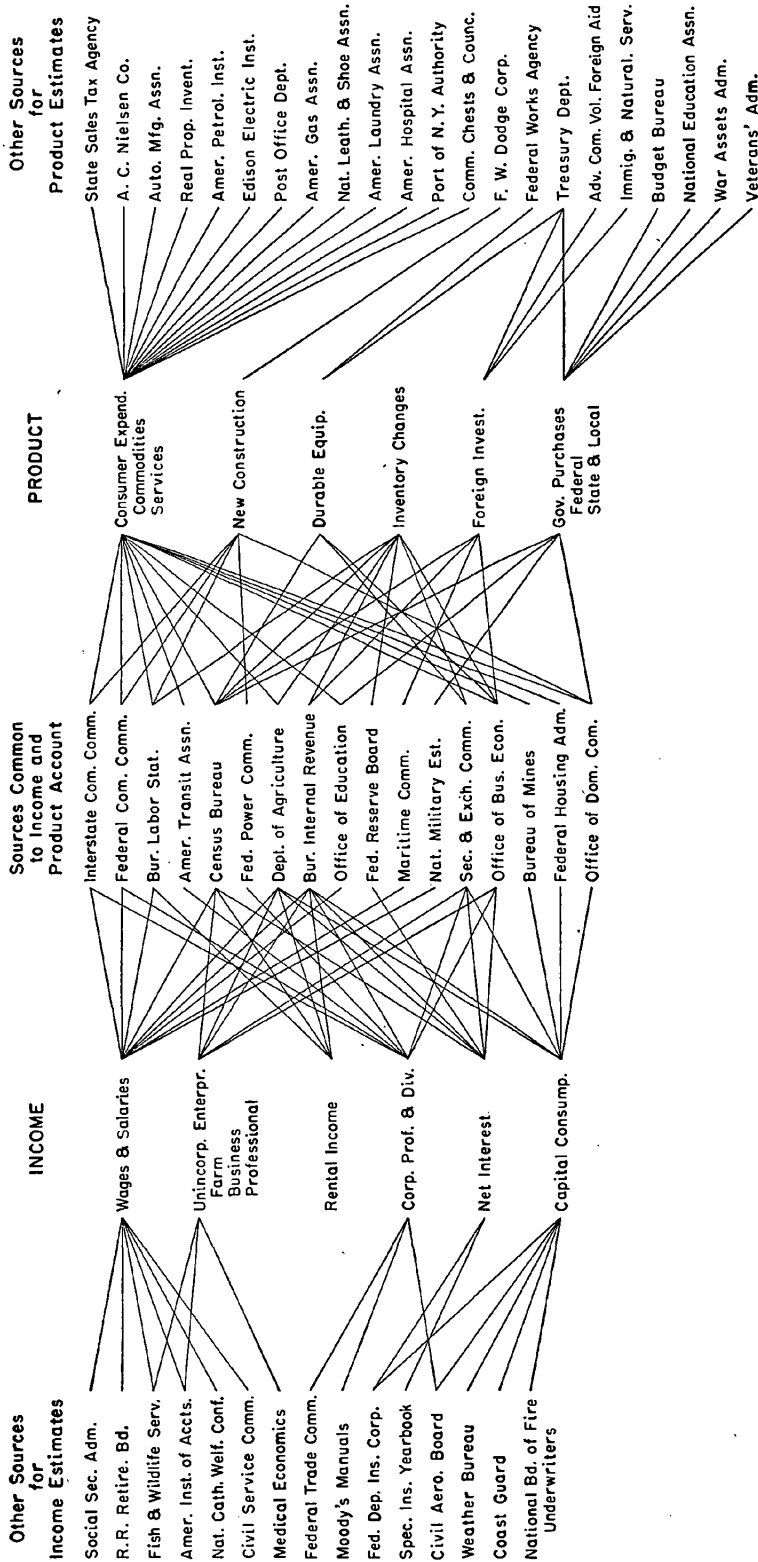 Other Sources
for
Income Estimates
Social Sec. Adm.
R.R. Retire. Bd.
Fish & Wildlife Serv.
Amer. Inst. of Accts.
Nat. Cath. Welf. Conf.
Civil Service Comm.
Medical Economics
Federal Trade Comm.
Moody's Manuals
Fed. Dep. Ins. Corp.
Spec. Ins. Yearbook
Civil Aero. Board
Weather Bureau
Coast Guard
National Bd. of Fire
Underwriters
INCOME
Wages & Salaries
Unincorp. Enterpr.
Farm
Business
Professional
Rental Income
Corp. Prof. & Div.
Net Interest
Capital Consump.
Sources Common
to Income and
Product Account
Interstate Com. Comm.
Federal Com. Comm.
Bur. Labor Stat.
Amer. Transit Assn.
Census Bureau
Fed. Power Comm.
Dept. of Agriculture
Bur. Internal Revenue
Office of Education
Fed. Reserve Board
Maritime Comm.
Nat. Military Est.
Sec. & Exch. Comm.
Office of Bus. Econ.
Bureau of Mines
Federal Housing Adm.
Office of Dom. Com.
PRODUCT
Consumer Expend.
Commodities
Services
New Construction
Durable Equip.
Inventory Changes
Foreign Invest.
Gov. Purchases
Federal
State & Local
Other Sources
for
Product Estimates
State Sales Tax Agency
A. C. Nielsen Co.
Auto. Mfg. Assn.
Real Prop. Invent.
Amer. Petrol. Inst.
Edison Electric Inst.
Post Office Dept.
Amer. Gas Assn.
Nat. Leath. & Shoe Assn.
Amer. Laundry Assn.
Amer. Hospital Assn.
Port of N. Y. Authority
Comm. Chests & Counc.
F. W. Dodge Corp.
Federal Works Agency
Treasury Dept.
Adv. Com. Vol. Foreign Aid
Immig. & Natural. Serv.
Budget Bureau
National Education Assn.
War Assets Adm.
Veterans' Adm.